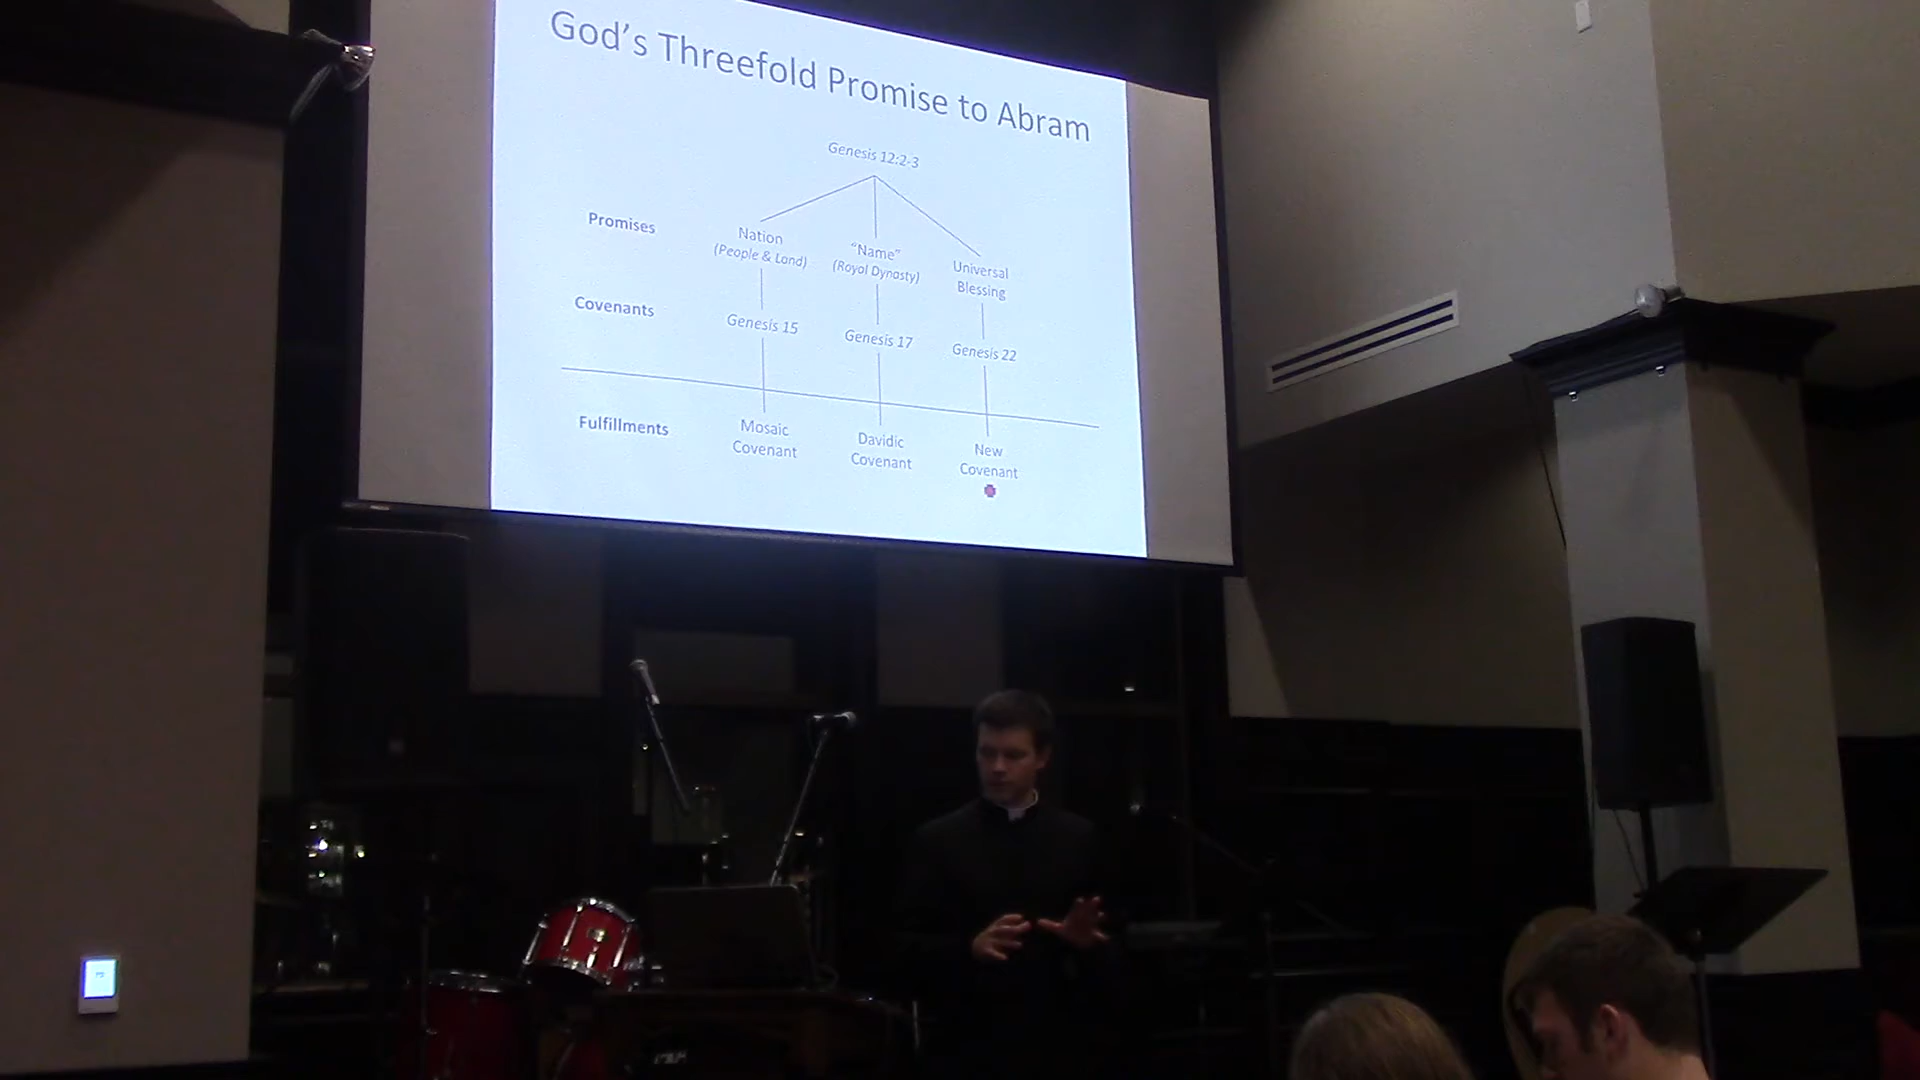 God's Threefold Promise to Abram
Genesis 12:2-3
Promises
Nation
(People & Land)
"Name"
(Royal Dynasty)
Universal
Blessing
Covenants
Genesis 15
Genesis 17
Genesis 22
Fulfillments
Mosaic
Covenant
Davidic
Covenant
New
Covenant